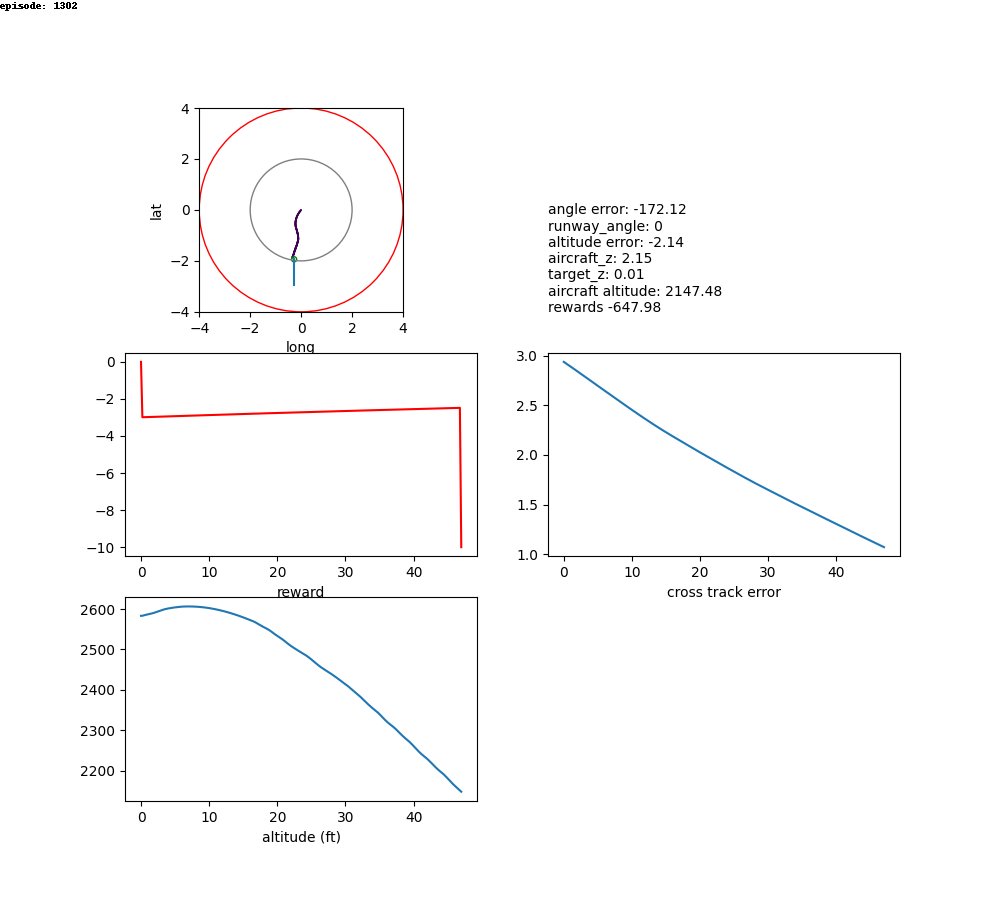 episode: 1302
4
2
0
−2
−4
lat
−4 −2 0 2 4
long
angle error: -172.12
runway_angle: 0
altitude error: -2.14
aircraft_z: 2.15
target_z: 0.01
aircraft altitude: 2147.48
rewards -647.98
0
−2
−4
−6
−8
−10
0 10 20 30 40
reward
3.0
2.5
2.0
1.5
1.0
0 10 20 30 40
cross track error
2600
2500
2400
2300
2200
0 10 20 30 40
altitude (ft)